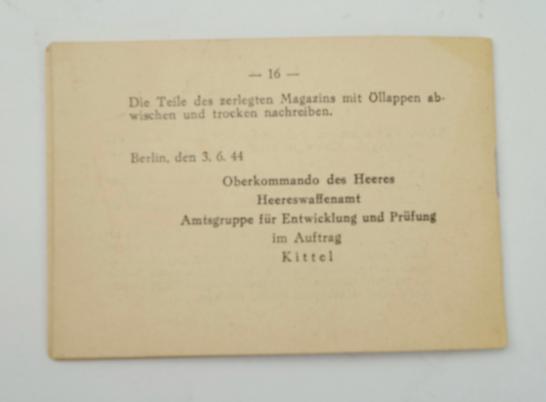 — 16 —
Die Teile des zerlegten Magazins mit Öllappen ab-
wischen und trocken nachreiben.
Berlin, den 3. 6. 44
Oberkommando des Heeres
Heereswaffenamt
Amtsgruppe für Entwicklung und Prüfung
im Auftrag
Kittel